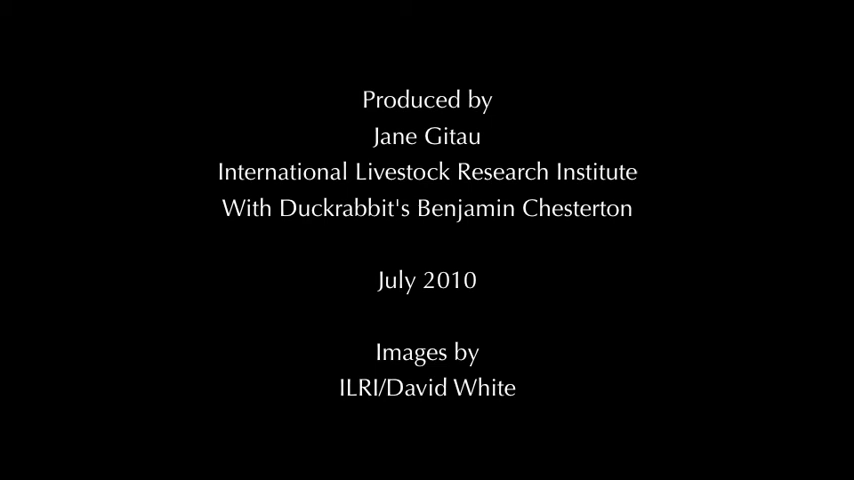 Produced by
Jane Gitau
International Livestock Research Institute
With Duckrabbit's Benjamin Chesterton
July 2010
Images by
ILRI/David White